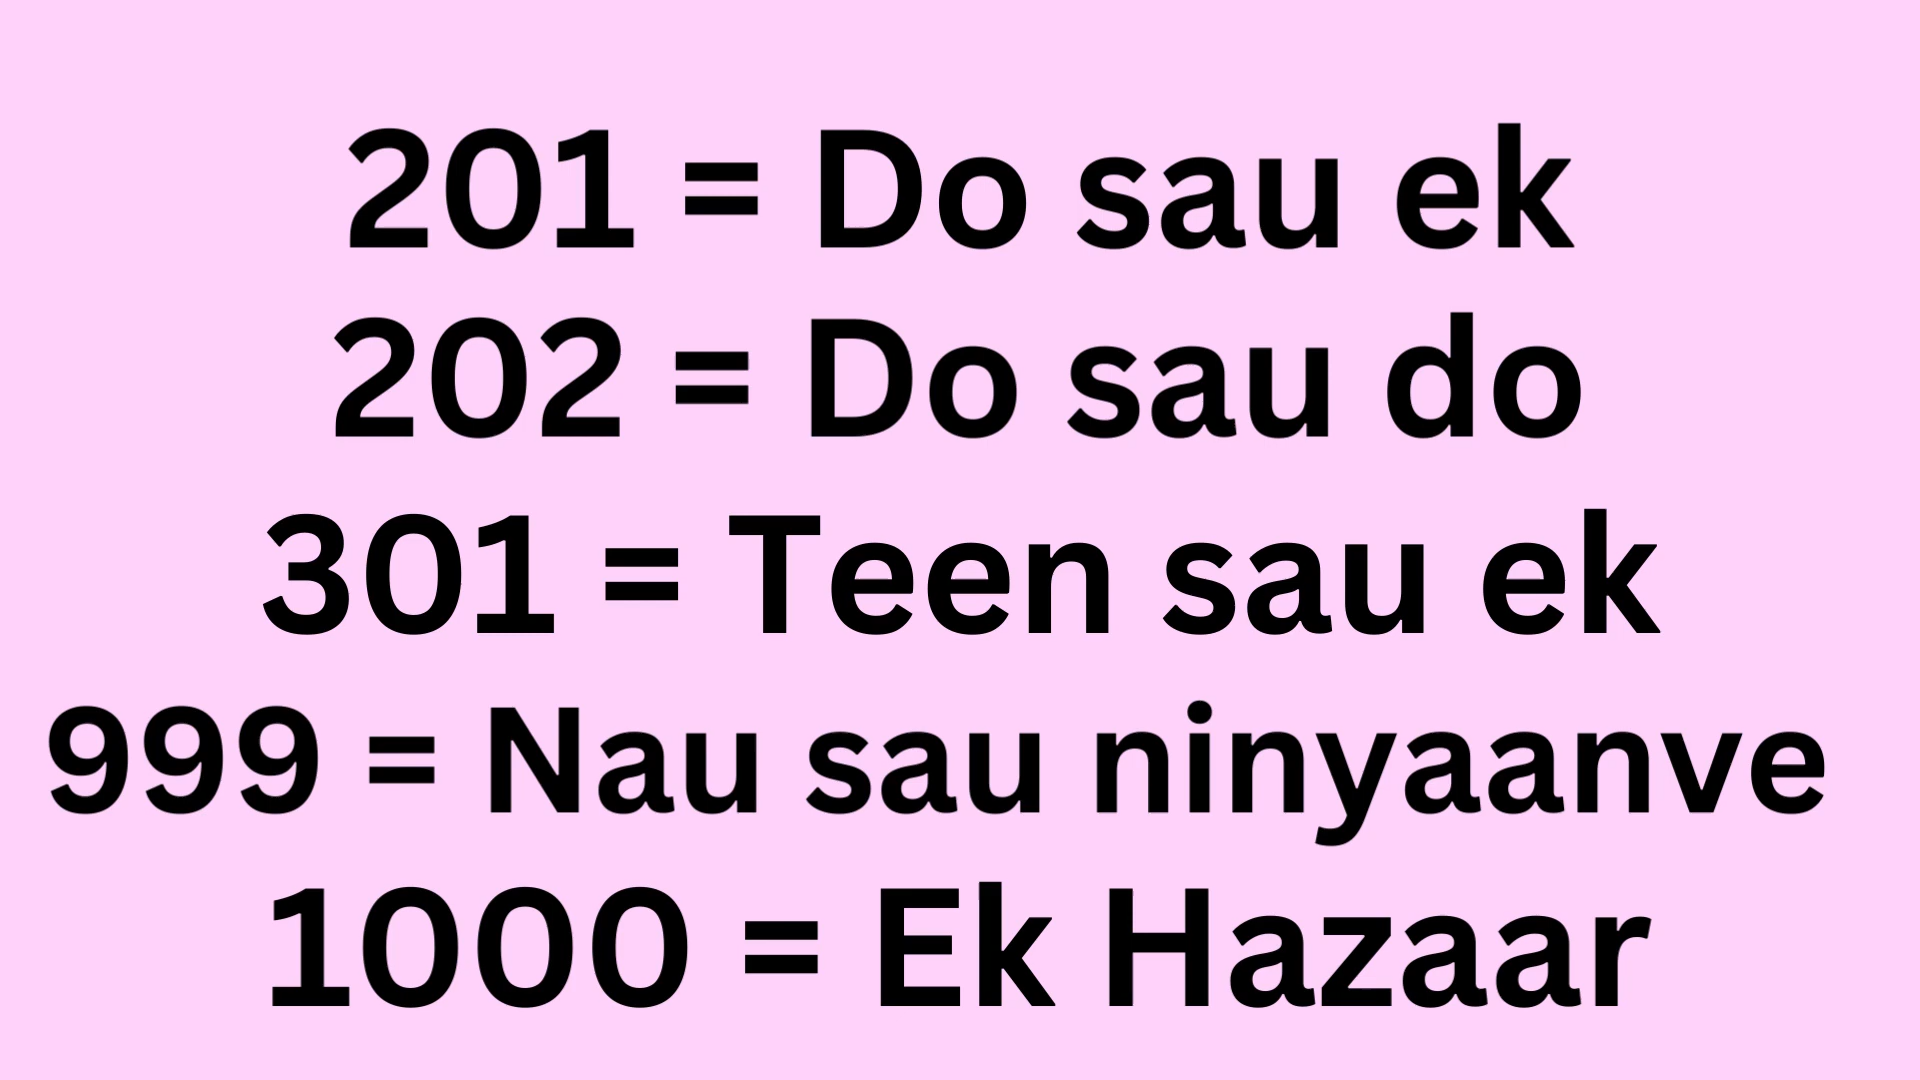 201 = Do sau ek
202 = Do sau do
301 = Teen sau ek
999 = Nau sau ninyaanve
1000 = Ek Hazaar